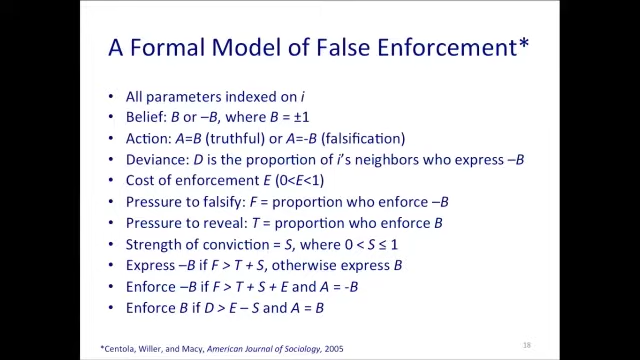 A Formal Model of False Enforcement*
• All parameters indexed on i
• Belief: B or –B, where B = ±1
• Action: A=B (truthful) or A=-B (falsification)
• Deviance: D is the proportion of i's neighbors who express –B
• Cost of enforcement E (0<E<1)
• Pressure to falsify: F = proportion who enforce –B
• Pressure to reveal: T = proportion who enforce B
• Strength of conviction = S, where 0 < S ≤ 1
• Express –B if F > T + S, otherwise express B
• Enforce –B if F > T + S + E and A = -B
• Enforce B if D > E – S and A = B
*Centola, Willer, and Macy, American Journal of Sociology, 2005
18